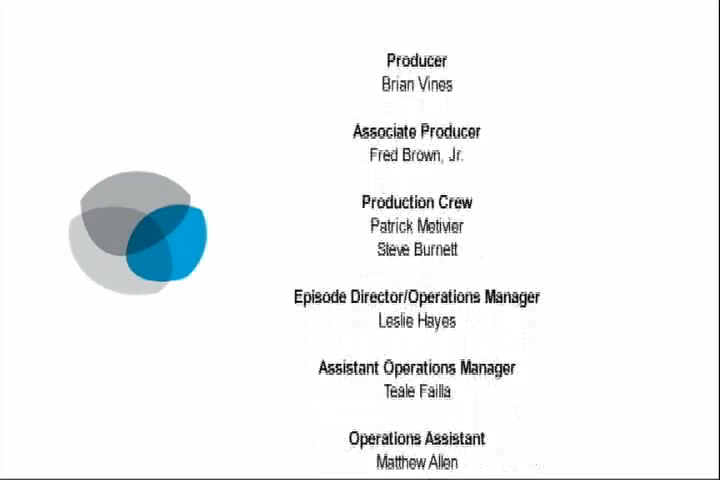 Producer
Brian Vines
Associate Producer
Fred Brown, Jr.
Production Crew
Patrick Metivier
Steve Burnett
Episode Director/Operations Manager
Leslie Hayes
Assistant Operations Manager
Teale Failla
Operations Assistant
Matthew Allen